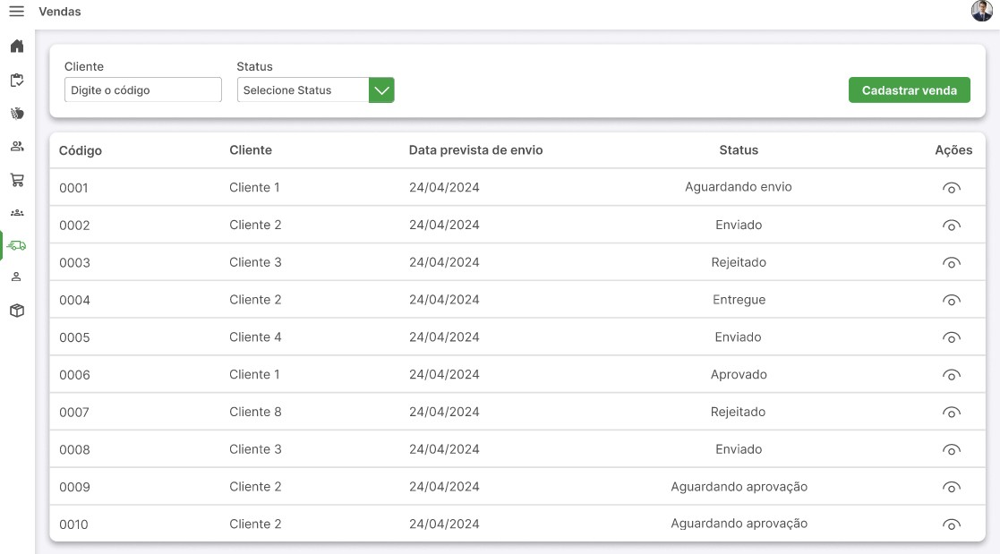 Vendas
Cliente Status
Digite o código Selecione Status Cadastrar venda
Código Cliente Data prevista de envio Status Ações
0001 Cliente 1 24/04/2024 Aguardando envio
0002 Cliente 2 24/04/2024 Enviado
0003 Cliente 3 24/04/2024 Rejeitado
0004 Cliente 2 24/04/2024 Entregue
0005 Cliente 4 24/04/2024 Enviado
0006 Cliente 1 24/04/2024 Aprovado
0007 Cliente 8 24/04/2024 Rejeitado
0008 Cliente 3 24/04/2024 Enviado
0009 Cliente 2 24/04/2024 Aguardando aprovação
0010 Cliente 2 24/04/2024 Aguardando aprovação